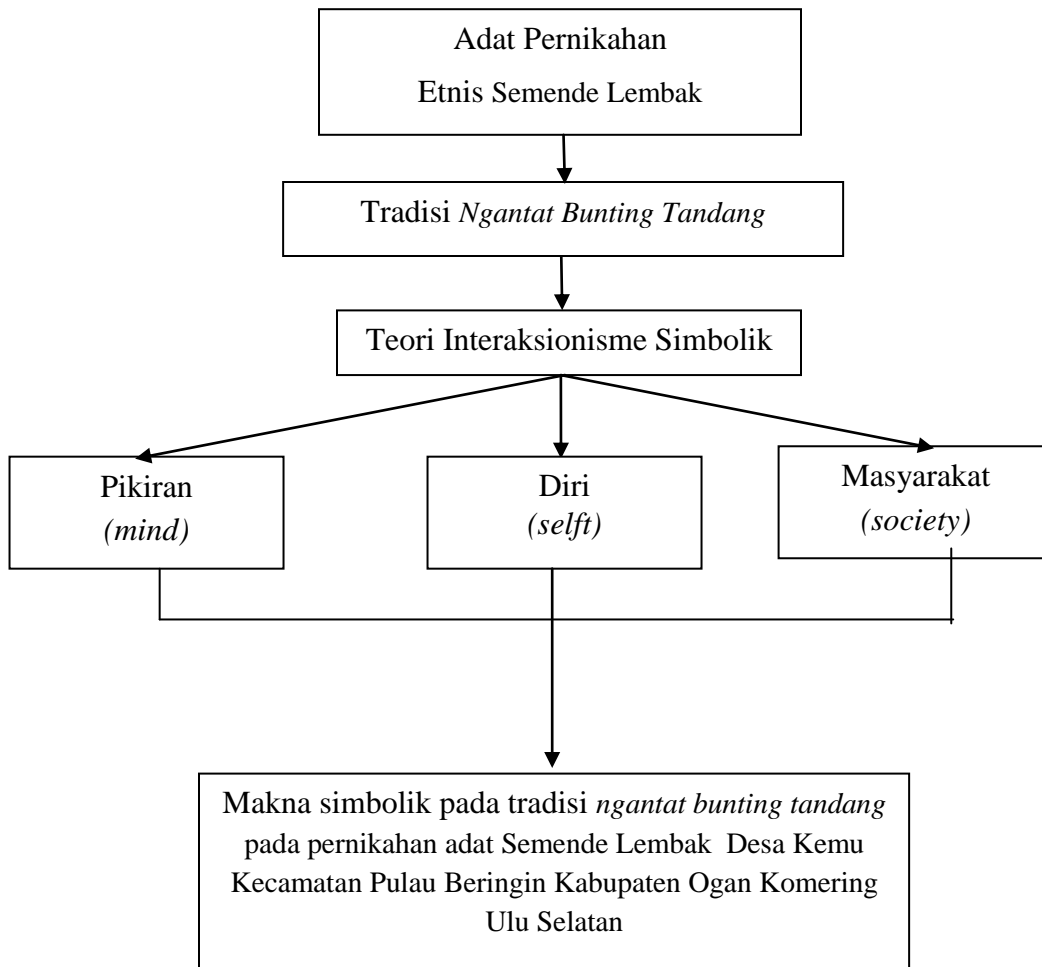 Adat Pernikahan
Etnis Semende Lembak
Tradisi Ngantat Bunting Tandang
Teori Interaksionisme Simbolik
Pikiran
(mind)
Diri
(selft)
Masyarakat
(society)
Makna simbolik pada tradisi ngantat bunting tandang
pada pernikahan adat Semende Lembak Desa Kemu
Kecamatan Pulau Beringin Kabupaten Ogan Komering
Ulu Selatan